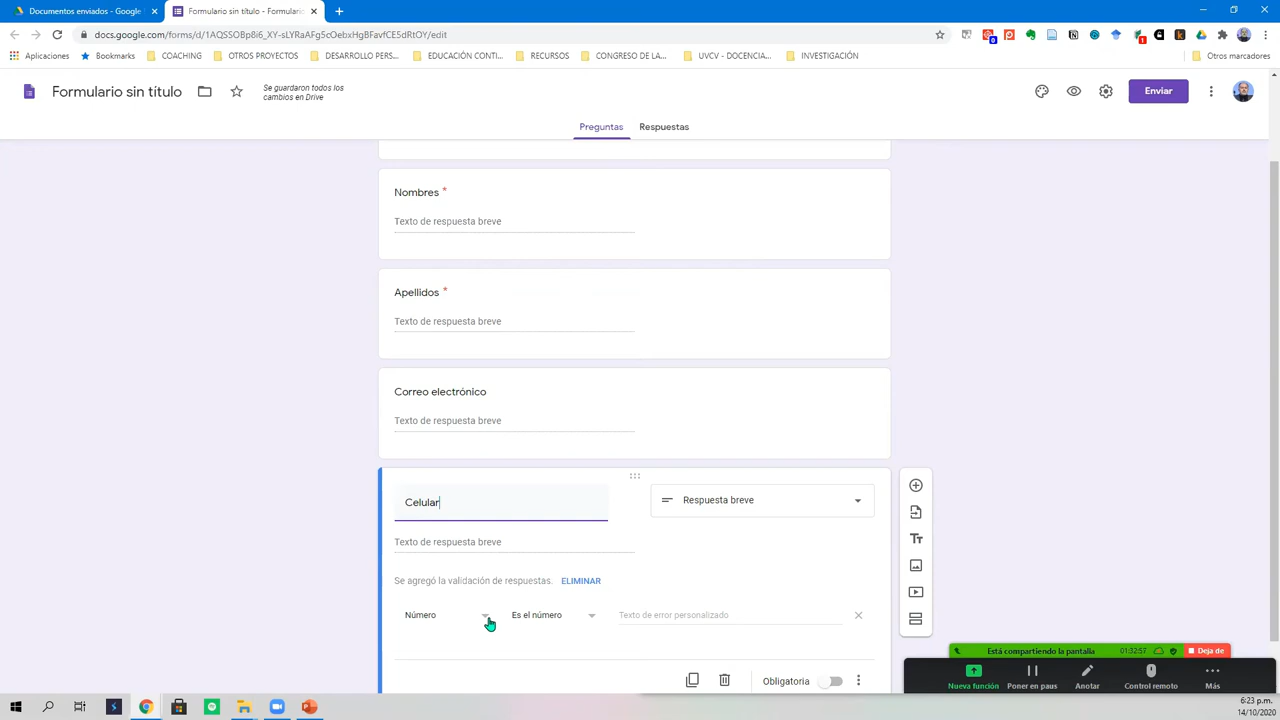 Documentos enviados - Google
Formulario sin título - Formulari
docs.google.com/forms/d/1AQSSOBp8i6_XY-sLYRaAFg5cOebxHgBFavfCE5dRtOY/edit
Aplicaciones
Bookmarks
COACHING
OTROS PROYECTOS
DESARROLLO PERS...
EDUCACIÓN CONTI...
RECURSOS
CONGRESO DE LA...
UVCV - DOCENCIA...
INVESTIGACIÓN
Otros marcadores
Formulario sin título
Se guardaron todos los
cambios en Drive
Enviar
Preguntas
Respuestas
Nombres *
Texto de respuesta breve
Apellidos *
Texto de respuesta breve
Correo electrónico
Texto de respuesta breve
Celular
Respuesta breve
Texto de respuesta breve
Se agregó la validación de respuestas. ELIMINAR
Número
Es el número
Texto de error personalizado
Obligatoria
Está compartiendo la pantalla
01:32:57
Deja de
Nueva función
Poner en paus
Anotar
Control remoto
Más
6:23 p.m.
14/10/2020